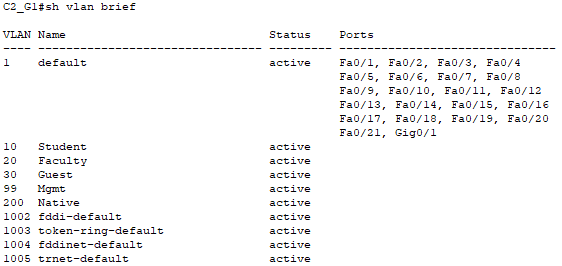 C2_G1#sh vlan brief
VLAN Name                             Status    Ports
---- -------------------------------- --------- -------------------------------
1    default                          active    Fa0/1, Fa0/2, Fa0/3, Fa0/4
                                                Fa0/5, Fa0/6, Fa0/7, Fa0/8
                                                Fa0/9, Fa0/10, Fa0/11, Fa0/12
                                                Fa0/13, Fa0/14, Fa0/15, Fa0/16
                                                Fa0/17, Fa0/18, Fa0/19, Fa0/20
                                                Fa0/21, Gig0/1
10   Student                          active
20   Faculty                          active
30   Guest                            active
99   Mgmt                             active
200  Native                           active
1002 fddi-default                     active
1003 token-ring-default               active
1004 fddinet-default                  active
1005 trnet-default                    active